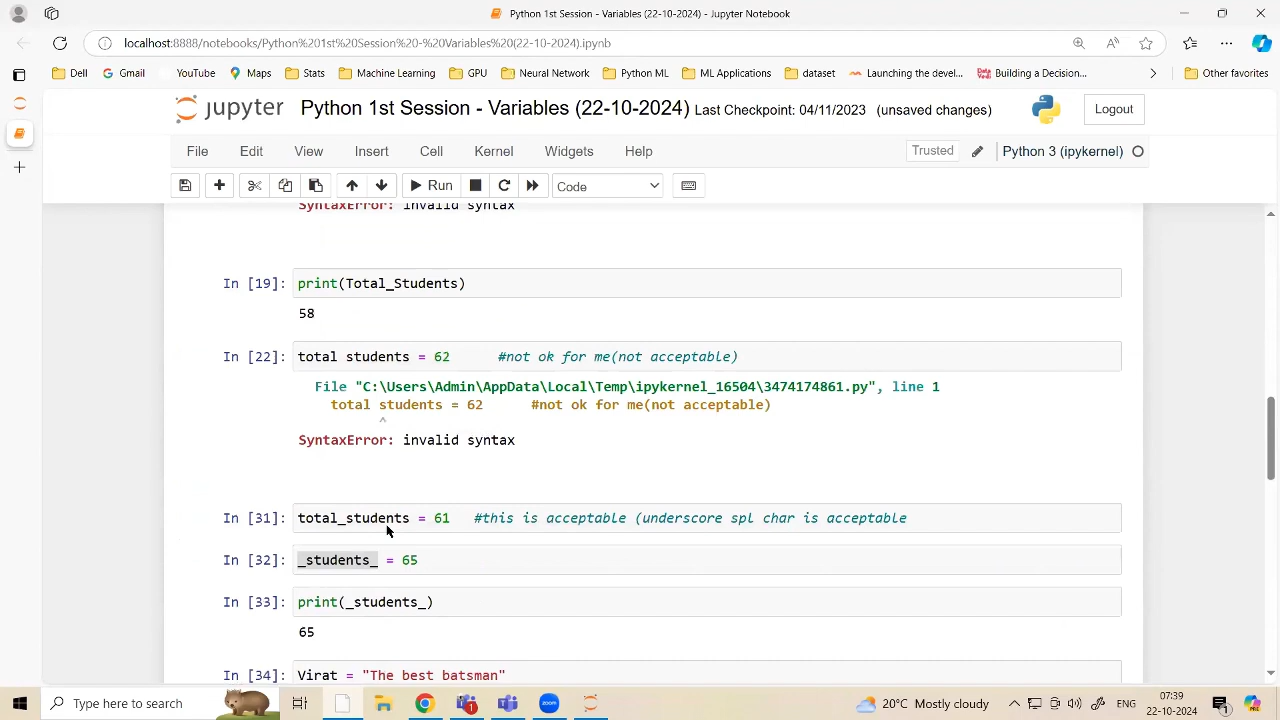 Python 1st Session - Variables (22-10-2024) - Jupyter Notebook
localhost:8888/notebooks/Python%201st%20Session%20-%20Variables%20(22-10-2024).ipynb
Dell Gmail YouTube Maps Stats Machine Learning GPU Neural Network Python ML ML Applications dataset Launching the devel... Building a Decision... Other favorites
jupyter Python 1st Session - Variables (22-10-2024) Last Checkpoint: 04/11/2023 (unsaved changes) Logout
File Edit View Insert Cell Kernel Widgets Help Trusted Python 3 (ipykernel)
Run Code
SyntaxError: invalid syntax
In [19]: print(Total_Students)
58
In [22]: total students = 62 #not ok for me(not acceptable)
File "C:\Users\Admin\AppData\Local\Temp\ipykernel_16504\3474174861.py", line 1
total students = 62 #not ok for me(not acceptable)
^
SyntaxError: invalid syntax
In [31]: total_students = 61 #this is acceptable (underscore spl char is acceptable
In [32]: _students_ = 65
In [33]: print(_students_)
65
In [34]: Virat = "The best batsman"
Type here to search zoom 1 20°C Mostly cloudy ENG 07:39
22-10-2024 1